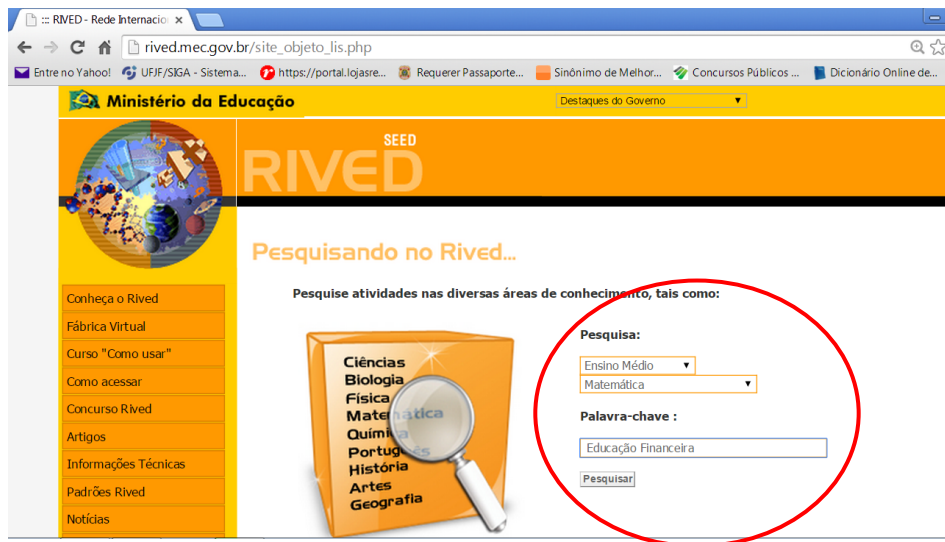 ::: RIVED - Rede Internacio
rived.mec.gov.br/site_objeto_lis.php
Entre no Yahoo! UFJF/SIGA - Sistema... https://portal.lojasre... Requerer Passaporte... Sinônimo de Melhor... Concursos Públicos ... Dicionário Online de...
Ministério da Educação
Destaques do Governo
SEED
RIVED
Pesquisando no Rived...
Pesquise atividades nas diversas áreas de conhecimento, tais como:
Conheça o Rived
Fábrica Virtual
Curso "Como usar"
Como acessar
Concurso Rived
Artigos
Informações Técnicas
Padrões Rived
Notícias
Ciências
Biologia
Física
Matemática
Química
Português
História
Artes
Geografia
Pesquisa:
Ensino Médio
Matemática
Palavra-chave :
Educação Financeira
Pesquisar